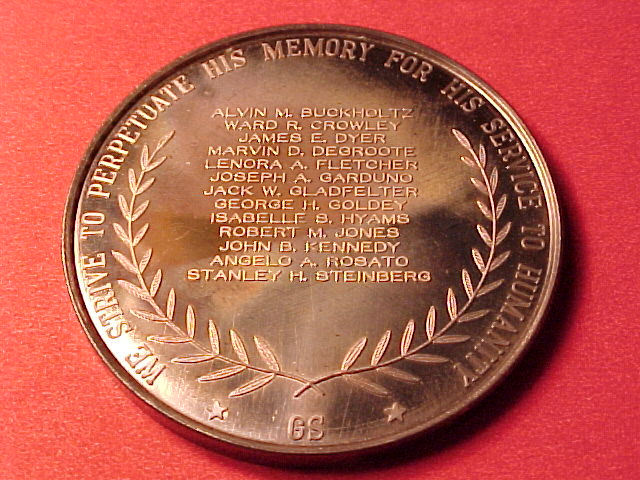 WE STRIVE TO PERPETUATE HIS MEMORY FOR HIS SERVICE TO HUMANITY
ALVIN M. BUCKHOLTZ
WARD R. CROWLEY
JAMES E. DYER
MARVIN D. DEGROOTE
LENORA A. FLETCHER
JOSEPH A. GARDUNO
JACK W. GLADFELTER
GEORGE H. GOLDEY
ISABELLE S. HYAMS
ROBERT M. JONES
JOHN B. KENNEDY
ANGELO A. ROSATO
STANLEY H. STEINBERG
GS